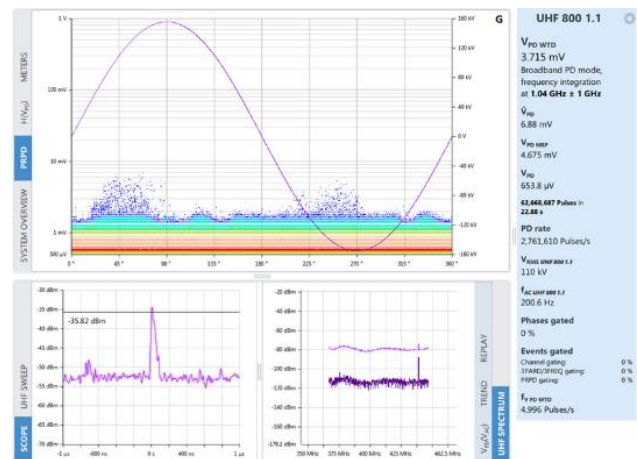 METERS
H(VPD)
PRPD
SYSTEM OVERVIEW
1 V
100 mV
10 mV
1 mV
500 µV
0 °
45 °
90 °
135 °
180 °
225 °
270 °
315 °
360 °
160 kV
120 kV
80 kV
40 kV
0 V
-40 kV
-80 kV
-120 kV
-160 kV
G
UHF SWEEP
SCOPE
-30 dBm
-35 dBm
-40 dBm
-45 dBm
-50 dBm
-55 dBm
-60 dBm
-65 dBm
-70 dBm
-35.82 dBm
-1 µs
0 s
1 µs
-20 dBm
-40 dBm
-60 dBm
-80 dBm
-100 dBm
-120 dBm
-140 dBm
-160 dBm
350 MHz
375 MHz
400 MHz
425 MHz
REPLAY
TREND
VPD(VAC)
UHF SPECTRUM
UHF 800 1.1
VPD WTD
3.715 mV
Broadband PD mode,
frequency integration
at 1.04 GHz ± 1 GHz
V̂PD
6.88 mV
VPD MRP
4.675 mV
VPD
653.8 µV
62,668,687 Pulses in
22.88 s
PD rate
2,761,610 Pulses/s
VRMS UHF 800 1.1
110 kV
fAC UHF 800 1.1
200.6 Hz
Phases gated
0 %
Events gated
Channel gating: 0 %
3PARD/3FREQ gating: 0 %
PRPD gating: 0 %
fV PD WTD
4,996 Pulses/s